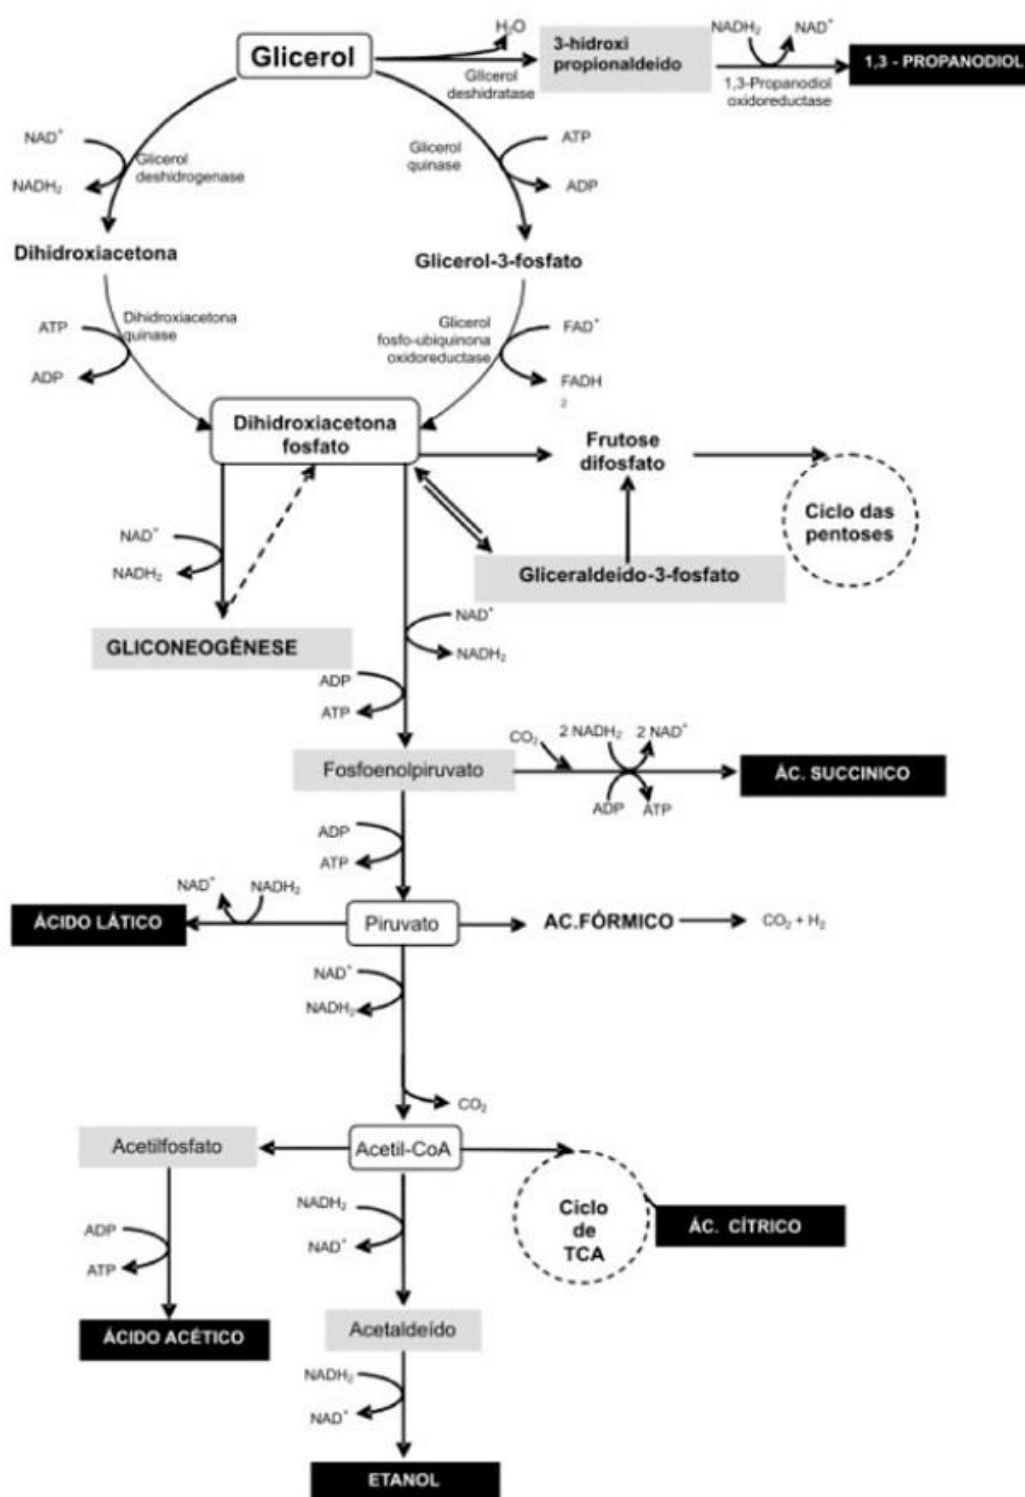 H₂O
NADH₂
NAD⁺
Glicerol
3-hidroxi
propionaldeido
1,3 - PROPANODIOL
Glicerol
deshidratase
1,3-Propanodiol
oxidoreductase
NAD⁺
NADH₂
Glicerol
deshidrogenase
Glicerol
quinase
ATP
ADP
Dihidroxiacetona
Glicerol-3-fosfato
ATP
ADP
Dihidroxiacetona
quinase
Glicerol
fosfo-ubiquinona
oxidoreductase
FAD⁺
FADH
2
Dihidroxiacetona
fosfato
Frutose
difosfato
Ciclo das
pentoses
NAD⁺
NADH₂
Gliceraldeído-3-fosfato
GLICONEOGÊNESE
NAD⁺
NADH₂
ADP
ATP
Fosfoenolpiruvato
CO₂
2 NADH₂
2 NAD⁺
ADP
ATP
ÁC. SUCCINICO
ADP
ATP
NAD⁺
NADH₂
ÁCIDO LÁTICO
Piruvato
AC.FÓRMICO
CO₂ + H₂
NAD⁺
NADH₂
CO₂
Acetilfosfato
Acetil-CoA
Ciclo
de
TCA
ÁC. CÍTRICO
ADP
ATP
NADH₂
NAD⁺
ÁCIDO ACÉTICO
Acetaldeído
NADH₂
NAD⁺
ETANOL